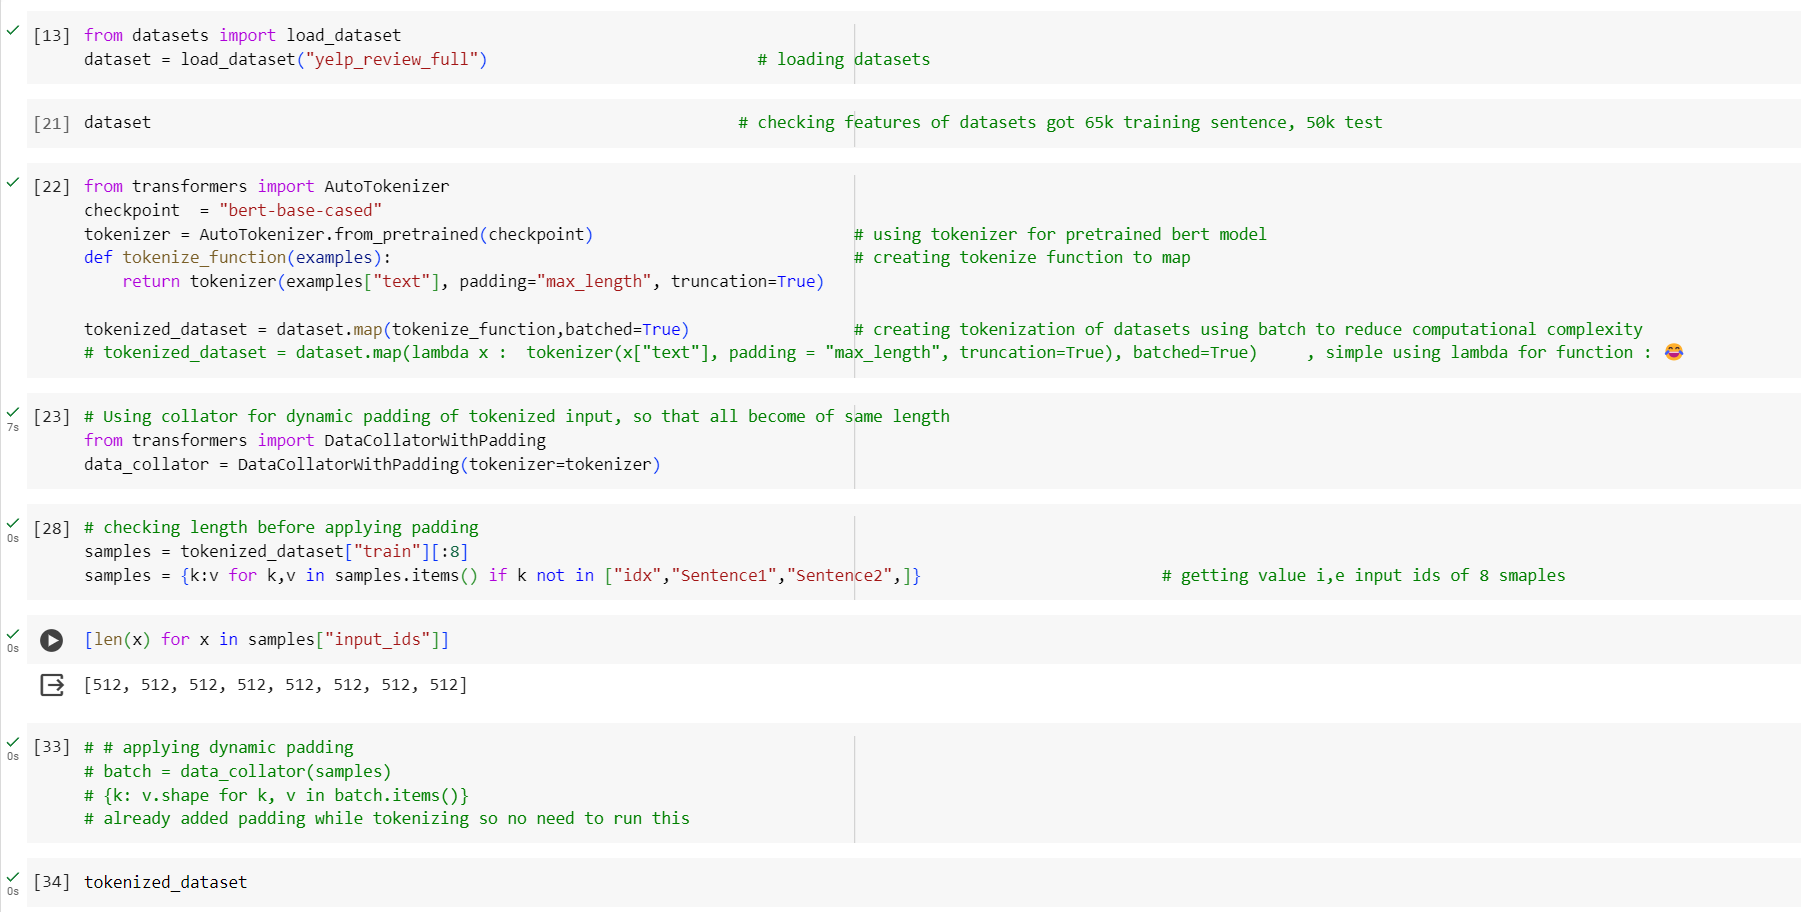 [13] from datasets import load_dataset
dataset = load_dataset("yelp_review_full") # loading datasets
[21] dataset # checking features of datasets got 65k training sentence, 50k test
[22] from transformers import AutoTokenizer
checkpoint  = "bert-base-cased"
tokenizer = AutoTokenizer.from_pretrained(checkpoint) # using tokenizer for pretrained bert model
def tokenize_function(examples): # creating tokenize function to map
    return tokenizer(examples["text"], padding="max_length", truncation=True)
tokenized_dataset = dataset.map(tokenize_function,batched=True) # creating tokenization of datasets using batch to reduce computational complexity
# tokenized_dataset = dataset.map(lambda x :  tokenizer(x["text"], padding = "max_length", truncation=True), batched=True) , simple using lambda for function : 😂
7s [23] # Using collator for dynamic padding of tokenized input, so that all become of same length
from transformers import DataCollatorWithPadding
data_collator = DataCollatorWithPadding(tokenizer=tokenizer)
0s [28] # checking length before applying padding
samples = tokenized_dataset["train"][:8]
samples = {k:v for k,v in samples.items() if k not in ["idx","Sentence1","Sentence2",]} # getting value i,e input ids of 8 smaples
0s [len(x) for x in samples["input_ids"]]
[512, 512, 512, 512, 512, 512, 512, 512]
0s [33] # # applying dynamic padding
# batch = data_collator(samples)
# {k: v.shape for k, v in batch.items()}
# already added padding while tokenizing so no need to run this
0s [34] tokenized_dataset